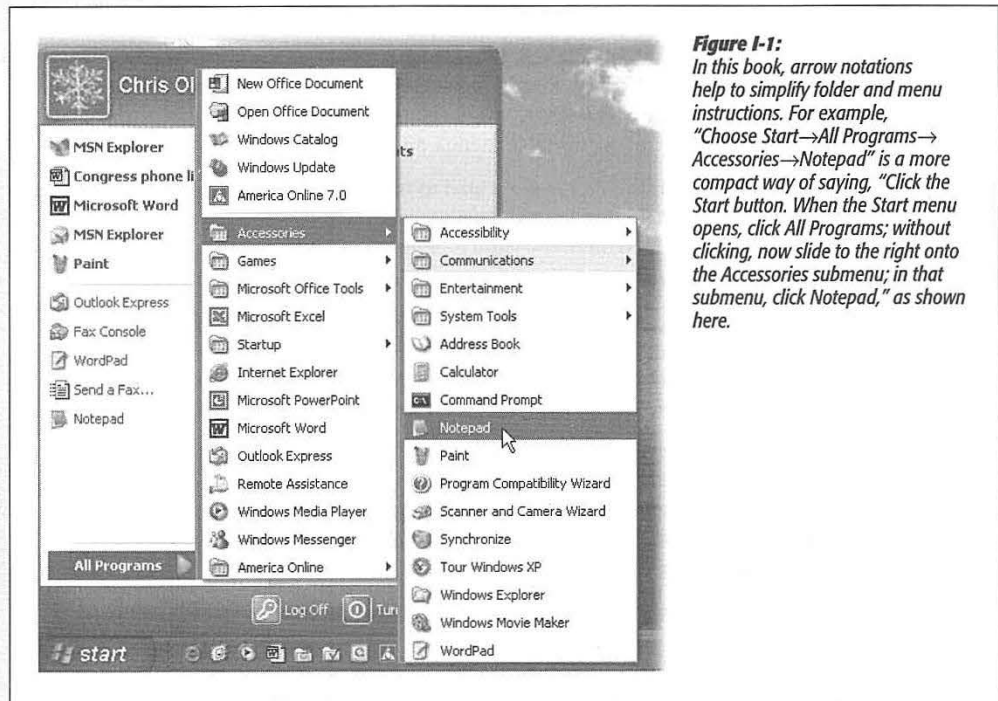 Chris Ol
MSN Explorer
Congress phone li
Microsoft Word
MSN Explorer
Paint
Outlook Express
Fax Console
WordPad
Send a Fax...
Notepad
All Programs
New Office Document
Open Office Document
Windows Catalog
Windows Update
America Online 7.0
ts
Accessories
Games
Microsoft Office Tools
Microsoft Excel
Startup
Internet Explorer
Microsoft PowerPoint
Microsoft Word
Outlook Express
Remote Assistance
Windows Media Player
Windows Messenger
America Online
Accessibility
Communications
Entertainment
System Tools
Address Book
Calculator
Command Prompt
Notepad
Paint
Program Compatibility Wizard
Scanner and Camera Wizard
Synchronize
Tour Windows XP
Windows Explorer
Windows Movie Maker
WordPad
Log Off
Tur
start
Figure I-1:
In this book, arrow notations
help to simplify folder and menu
instructions. For example,
"Choose Start→All Programs→
Accessories→Notepad" is a more
compact way of saying, "Click the
Start button. When the Start menu
opens, click All Programs; without
clicking, now slide to the right onto
the Accessories submenu; in that
submenu, click Notepad," as shown
here.